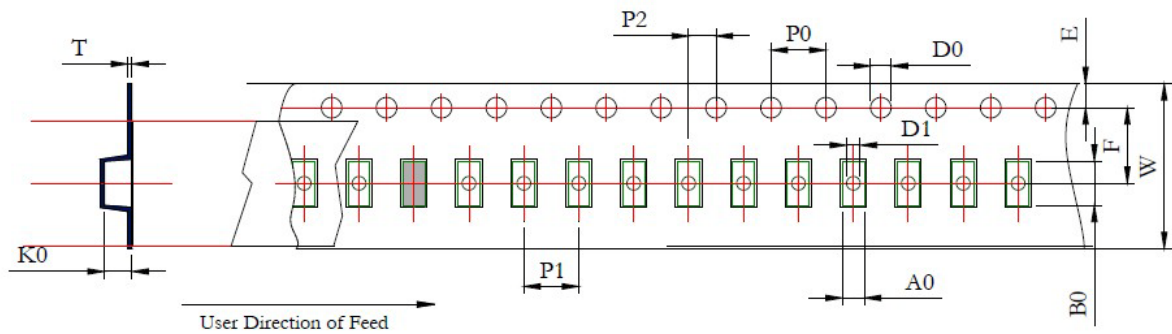 P2
P0
D0
E
T
D1
F
W
K0
P1
A0
B0
User Direction of Feed